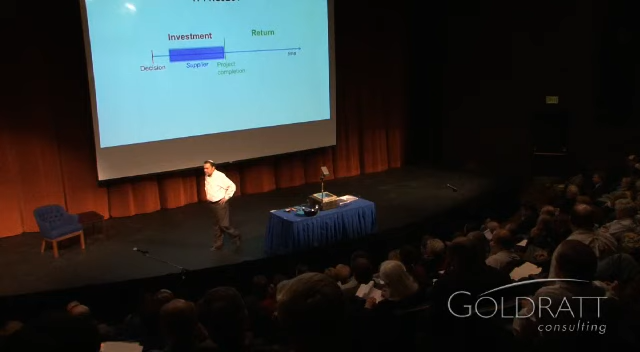 Investment
Return
Decision
Supplier
Project
completion
time
GOLDRATT
consulting